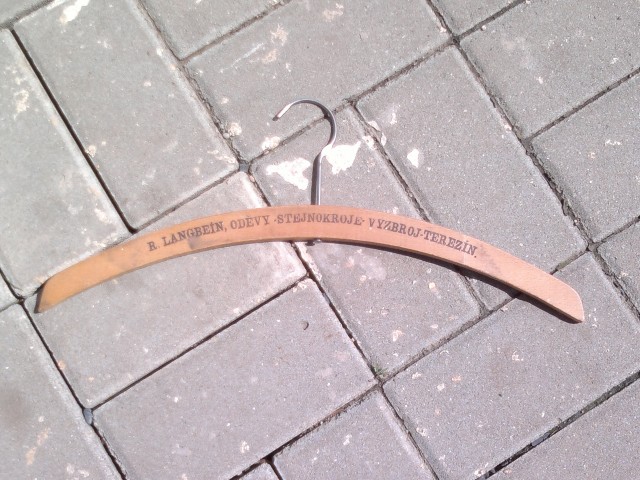 R. LANGBEIN, ODĚVY -STEJNOKROJE- VÝZBROJ-TEREZÍN.